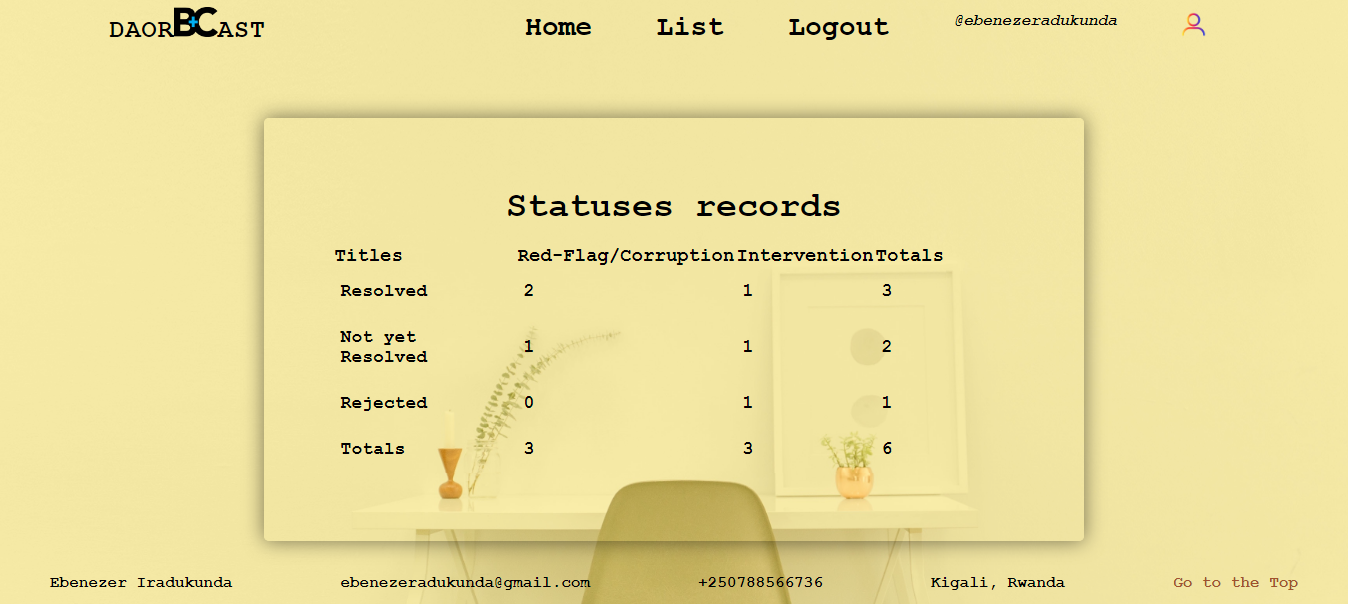 DAORB+CAST Home List Logout @ebenezeradukunda
Statuses records
Titles Red-Flag/Corruption Intervention Totals
Resolved 2 1 3
Not yet
Resolved 1 1 2
Rejected 0 1 1
Totals 3 3 6
Ebenezer Iradukunda ebenezeradukunda@gmail.com +250788566736 Kigali, Rwanda Go to the Top